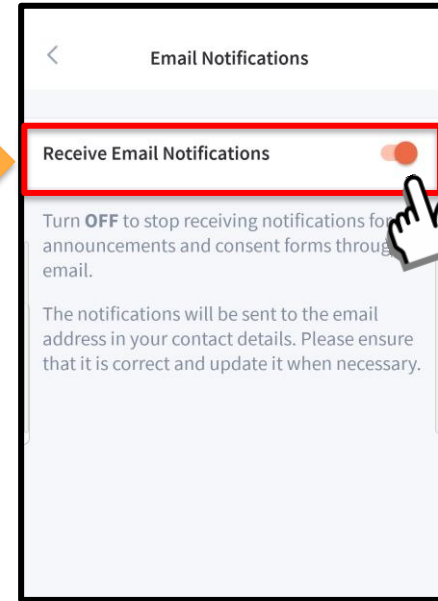 Email Notifications
Receive Email Notifications
Turn OFF to stop receiving notifications for
announcements and consent forms through
email.
The notifications will be sent to the email
address in your contact details. Please ensure
that it is correct and update it when necessary.